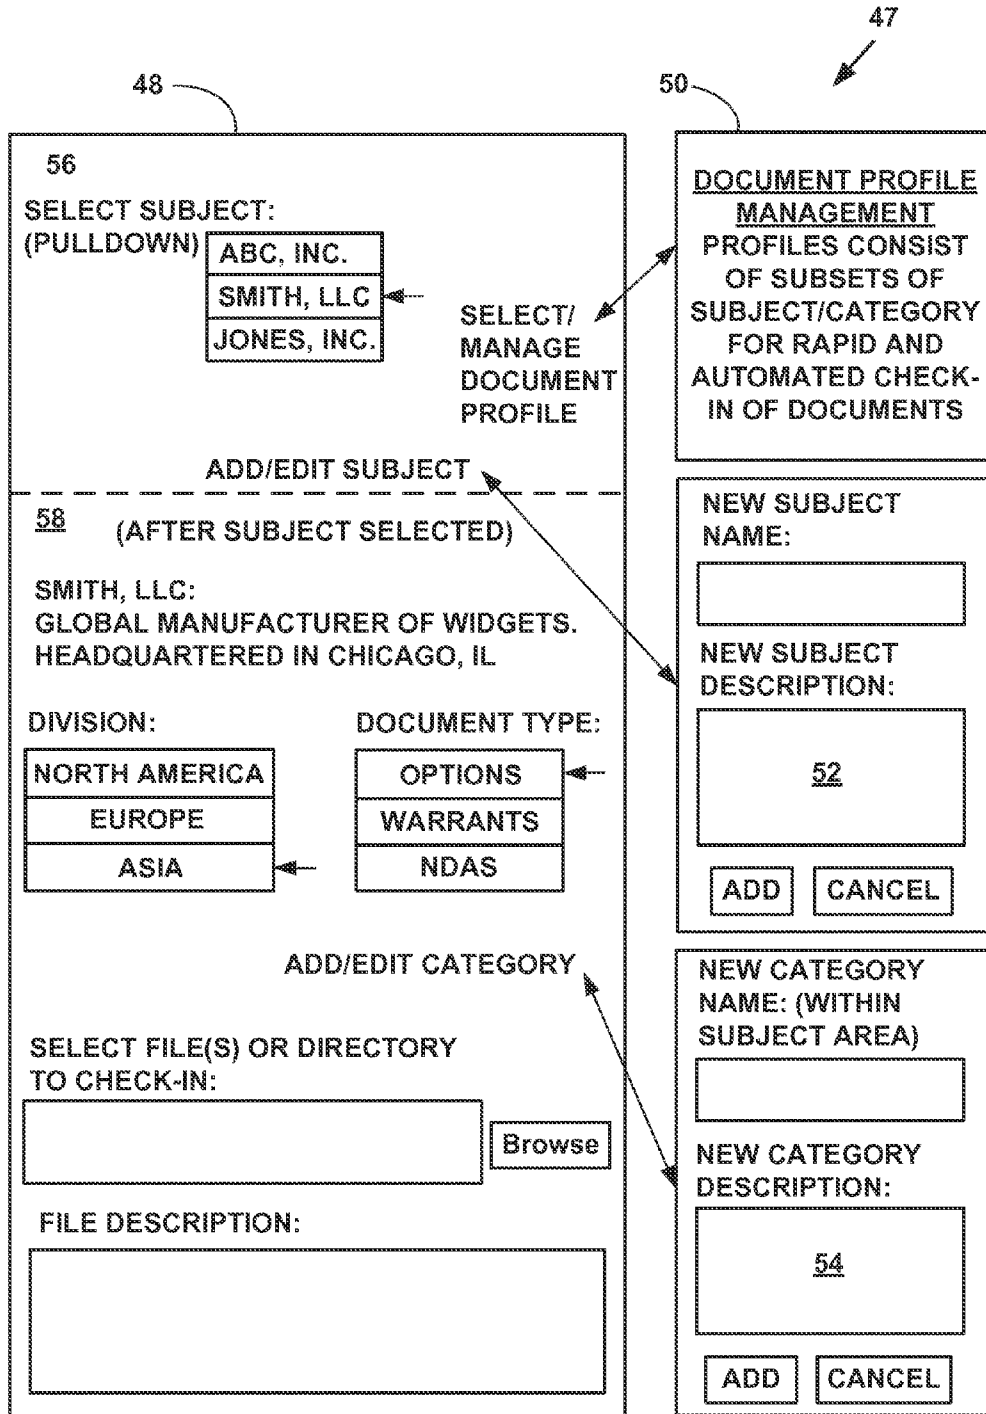 47
48
50
56
SELECT SUBJECT:
(PULLDOWN)
ABC, INC.
SMITH, LLC
JONES, INC.
SELECT/
MANAGE
DOCUMENT
PROFILE
ADD/EDIT SUBJECT
58
(AFTER SUBJECT SELECTED)
SMITH, LLC:
GLOBAL MANUFACTURER OF WIDGETS.
HEADQUARTERED IN CHICAGO, IL
DIVISION:
NORTH AMERICA
EUROPE
ASIA
DOCUMENT TYPE:
OPTIONS
WARRANTS
NDAS
ADD/EDIT CATEGORY
SELECT FILE(S) OR DIRECTORY
TO CHECK-IN:
Browse
FILE DESCRIPTION:
DOCUMENT PROFILE
MANAGEMENT
PROFILES CONSIST
OF SUBSETS OF
SUBJECT/CATEGORY
FOR RAPID AND
AUTOMATED CHECK-
IN OF DOCUMENTS
NEW SUBJECT
NAME:
NEW SUBJECT
DESCRIPTION:
52
ADD
CANCEL
NEW CATEGORY
NAME: (WITHIN
SUBJECT AREA)
NEW CATEGORY
DESCRIPTION:
54
ADD
CANCEL